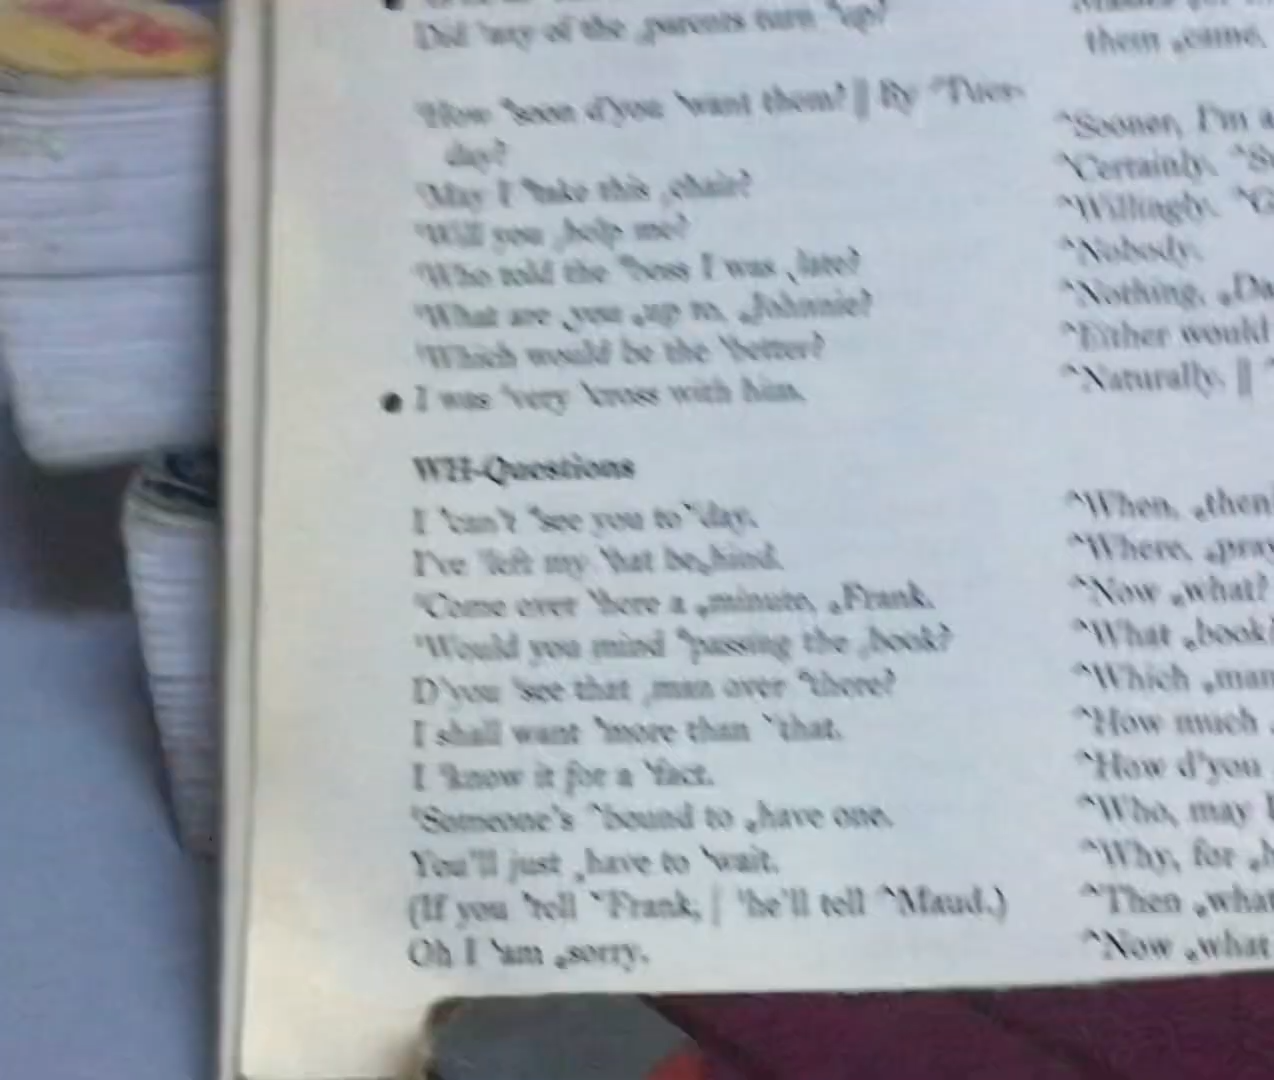 Did 'any of the ˳parents turn 'up?
them ˳came,
'How °soon d'you 'want them? || By ^Tues-
day?
^Sooner, I'm a
'May I °take this ˳chair?
`Certainly. ^S
'Will you ˳help me?
^Willingly. ^G
'Who told the °boss I was ˳late?
^Nobody.
'What are ˳you ˳up to, ˳Johnnie?
^Nothing, ˳Da
'Which would be the 'better?
^Either would
• I was 'very 'cross with him.
^Naturally. ||
WH-Questions
I 'can't °see you toˇday.
^When, ˳then
I've 'left my 'hat be˳hind.
^Where, ˳pray
'Come over 'here a ˳minute, ˳Frank.
^Now ˳what?
'Would you mind °passing the ˳book?
^What ˳book?
D'you 'see that ˳man over °there?
^Which ˳man
I shall want 'more than ˇthat.
^How much
I 'know it for a 'fact.
^How d'you
'Someone's ^bound to ˳have one.
^Who, may I
You'll just ˳have to 'wait.
^Why, for
(If you 'tell ˇFrank, | 'he'll tell ^Maud.)
^Then ˳what
Oh I 'am ˳sorry.
^Now ˳what